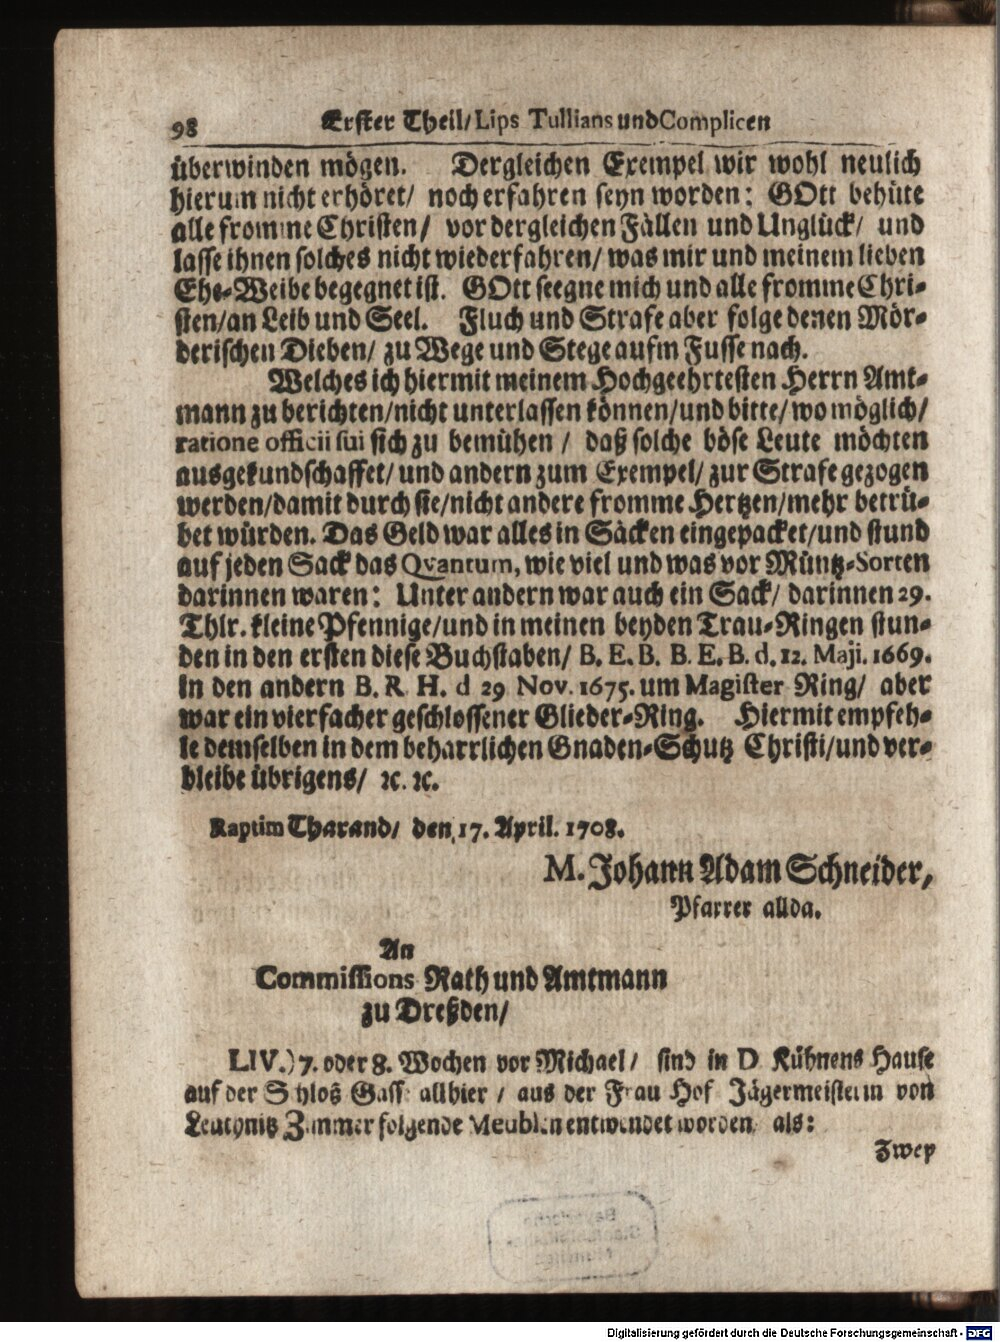 98 Erster Theil/ Lips Tullians und Complicen
überwinden mögen. Dergleichen Exempel wir wohl neulich
hierum nicht erhöret/ noch erfahren seyn worden: GOtt behüte
alle fromme Christen/ vor dergleichen Fällen und Unglück/ und
lasse ihnen solches nicht wiederfahren/ was mir und meinem lieben
Ehe-Weibe begegnet ist. GOtt seegne mich und alle fromme Chri-
sten/ an Leib und Seel. Fluch und Strafe aber folge denen Mör-
derischen Dieben/ zu Wege und Stege aufm Fusse nach.
Welches ich hiermit meinem Hochgeehrtesten Herrn Amt-
mann zu berichten/ nicht unterlassen können/ und bitte/ wo möglich/
ratione officii sui sich zu bemühen / daß solche böse Leute möchten
ausgekundschaffet/ und andern zum Exempel/ zur Strafe gezogen
werden/ damit durch sie/ nicht andere fromme Hertzen/ mehr betrü-
bet würden. Das Geld war alles in Säcken eingepacket/ und stund
auf jeden Sack das Qvantum, wie viel und was vor Müntz-Sorten
darinnen waren: Unter andern war auch ein Sack/ darinnen 29.
Thlr. kleine Pfennige/ und in meinen beyden Trau-Ringen stun-
den in den ersten diese Buchstaben/ B. E. B. B. E. B. d. 12. Maji. 1669.
in den andern B. R. H. d 29 Nov. 1675. um Magister Ring/ aber
war ein vierfacher geschlossener Glieder-Ring. Hiermit empfeh-
le demselben in dem beharrlichen Gnaden-Schutz Christi/ und ver-
bleibe übrigens/ ꝛc. ꝛc.
Raptim Tharand/ den 17. April. 1708.
M. Johann Adam Schneider,
Pfarrer allda.
An
Commissions Rath und Amtmann
zu Dreßden/
LIV.) 7. oder 8. Wochen vor Michael/ sind in D Kühnens Hause
auf der Schloß Gasse allhier / aus der Frau Hof Jägermeisterin von
Leuthnitz Zimmer folgende Meublen entwendet worden als:
Zwey
Digitalisierung gefördert durch die Deutsche Forschungsgemeinschaft - DFG